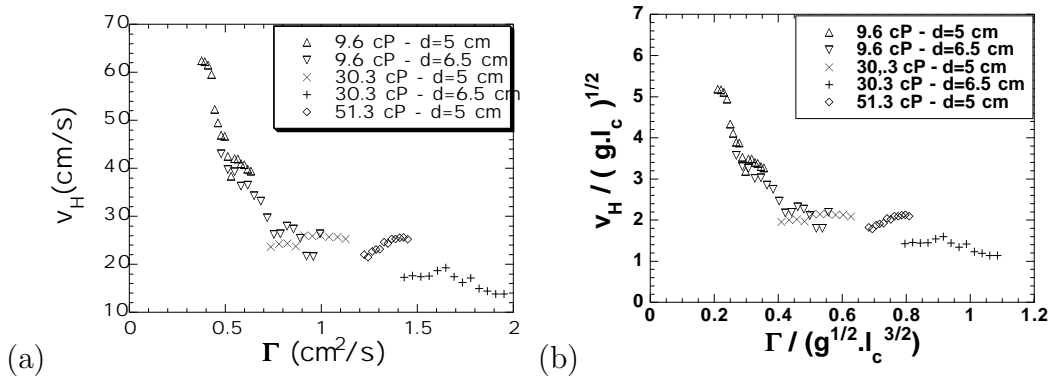 (a)
v_H(cm/s)
70
60
50
40
30
20
10
△ 9.6 cP - d=5 cm
▽ 9.6 cP - d=6.5 cm
× 30.3 cP - d=5 cm
+ 30.3 cP - d=6.5 cm
◇ 51.3 cP - d=5 cm
0 0.5 1 1.5 2
Γ (cm²/s)
(b)
v_H / ( g.l_c )^1/2
6
5
4
3
2
1
0
△ 9.6 cP - d=5 cm
▽ 9.6 cP - d=6.5 cm
× 30,.3 cP - d=5 cm
+ 30.3 cP - d=6.5 cm
◇ 51.3 cP - d=5 cm
0 0.2 0.4 0.6 0.8 1 1.2
Γ / (g^1/2.l_c^3/2)